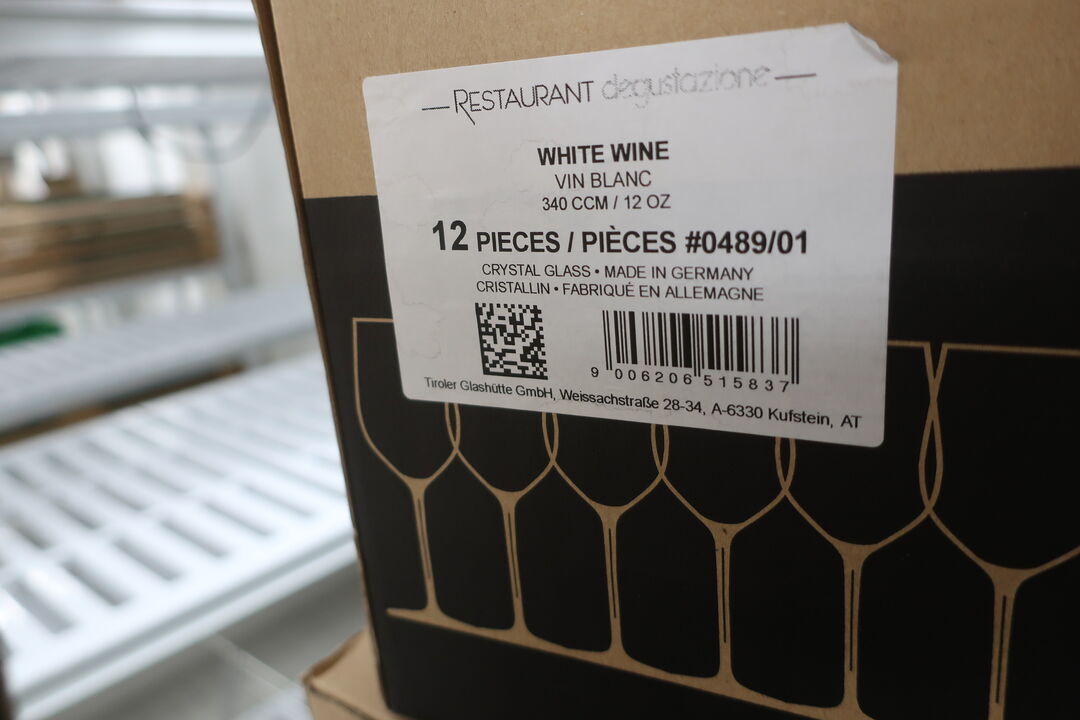 RESTAURANT degustazione
WHITE WINE
VIN BLANC
340 CCM / 12 OZ
12 PIECES / PIÈCES #0489/01
CRYSTAL GLASS • MADE IN GERMANY
CRISTALLIN • FABRIQUÉ EN ALLEMAGNE
9 006206 515837
Tiroler Glashütte GmbH, Weissachstraße 28-34, A-6330 Kufstein, AT